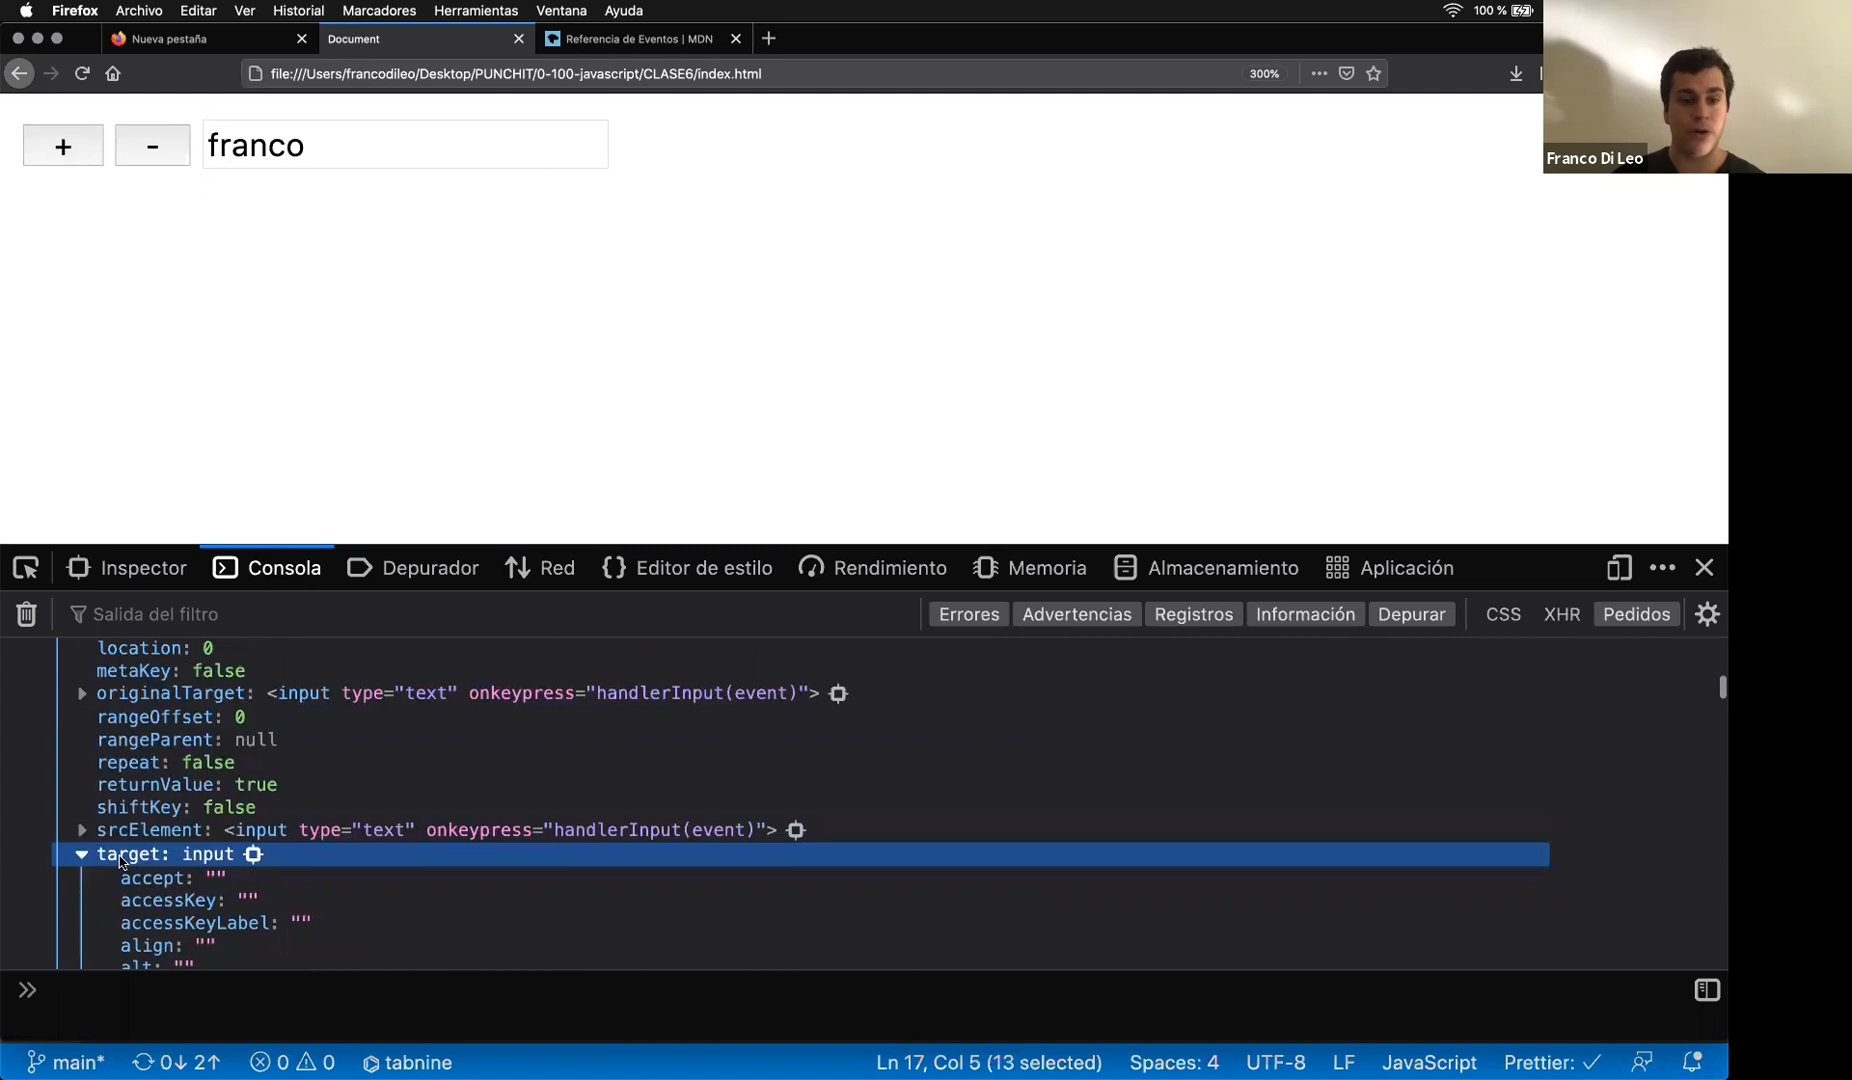 Firefox Archivo Editar Ver Historial Marcadores Herramientas Ventana Ayuda 100 %
Nueva pestaña Document Referencia de Eventos | MDN
file:///Users/francodileo/Desktop/PUNCHIT/0-100-javascript/CLASE6/index.html 300%
+ - franco
Franco Di Leo
Inspector Consola Depurador Red Editor de estilo Rendimiento Memoria Almacenamiento Aplicación
Salida del filtro Errores Advertencias Registros Información Depurar CSS XHR Pedidos
location: 0
metaKey: false
originalTarget: <input type="text" onkeypress="handlerInput(event)">
rangeOffset: 0
rangeParent: null
repeat: false
returnValue: true
shiftKey: false
srcElement: <input type="text" onkeypress="handlerInput(event)">
target: input
accept: ""
accessKey: ""
accessKeyLabel: ""
align: ""
alt: ""
main* 0↓ 2↑ 0 0 tabnine Ln 17, Col 5 (13 selected) Spaces: 4 UTF-8 LF JavaScript Prettier: ✓